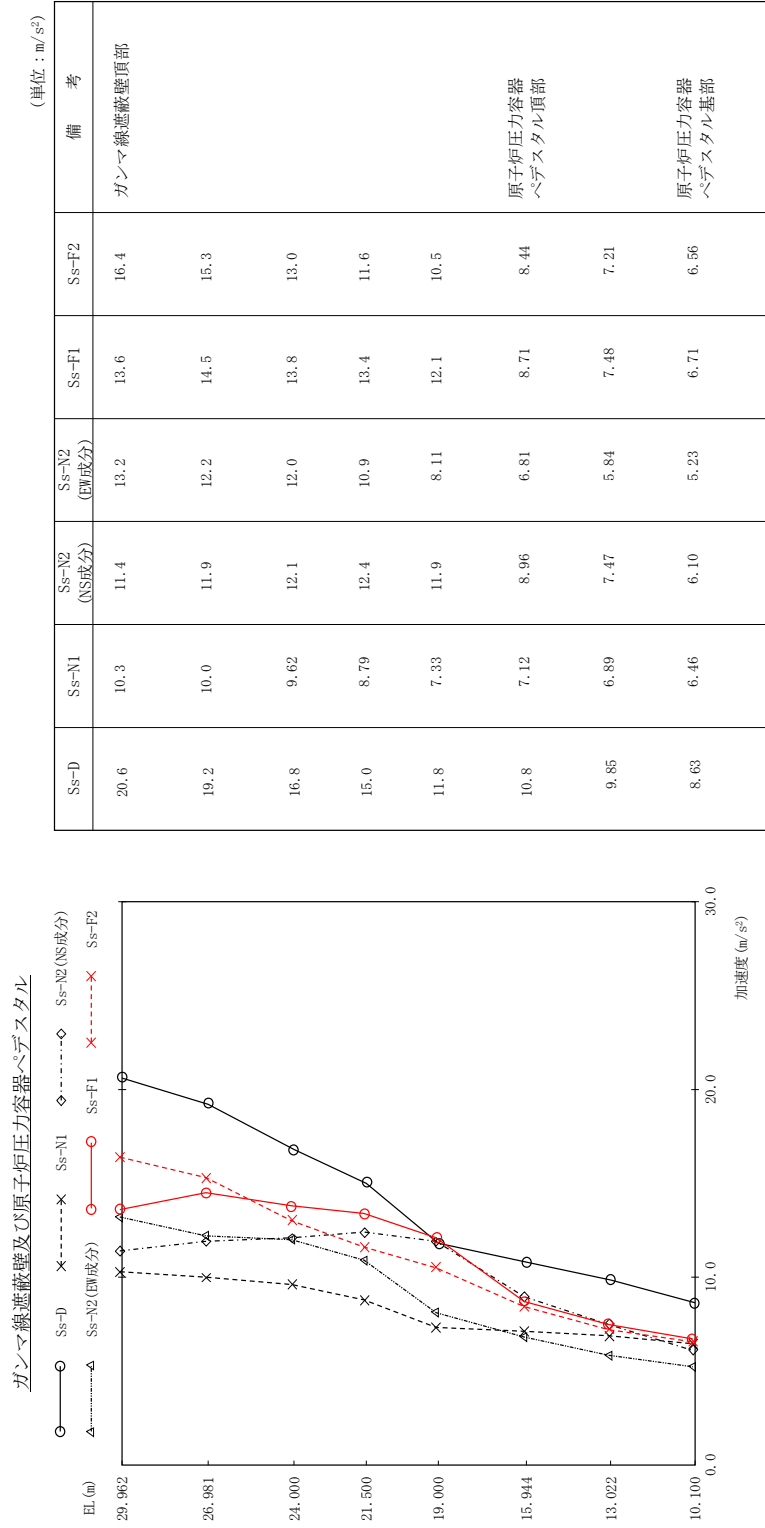 ガンマ線遮蔽壁及び原子炉圧力容器ペデスタル
Ss-D Ss-N1 Ss-N2(NS成分)
Ss-N2(EW成分) Ss-F1 Ss-F2
EL(m)
29.962
26.981
24.000
21.500
19.000
15.944
13.022
10.100
0.0 10.0 20.0 30.0
加速度(m/s²)
(単位：m/s²)
Ss-D Ss-N1 Ss-N2 (NS成分) Ss-N2 (EW成分) Ss-F1 Ss-F2 備 考
20.6 10.3 11.4 13.2 13.6 16.4 ガンマ線遮蔽壁頂部
19.2 10.0 11.9 12.2 14.5 15.3
16.8 9.62 12.1 12.0 13.8 13.0
15.0 8.79 12.4 10.9 13.4 11.6
11.8 7.33 11.9 8.11 12.1 10.5
10.8 7.12 8.96 6.81 8.71 8.44 原子炉圧力容器
ペデスタル頂部
9.85 6.89 7.47 5.84 7.48 7.21
8.63 6.46 6.10 5.23 6.71 6.56 原子炉圧力容器
ペデスタル基部